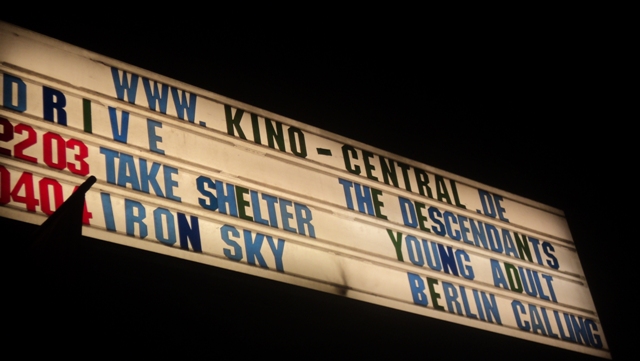 WWW. KINO-CENTRAL.DE
DRIVE THE DESCENDANTS
2203 TAKE SHELTER YOUNG ADULT
0404 IRON SKY BERLIN CALLING